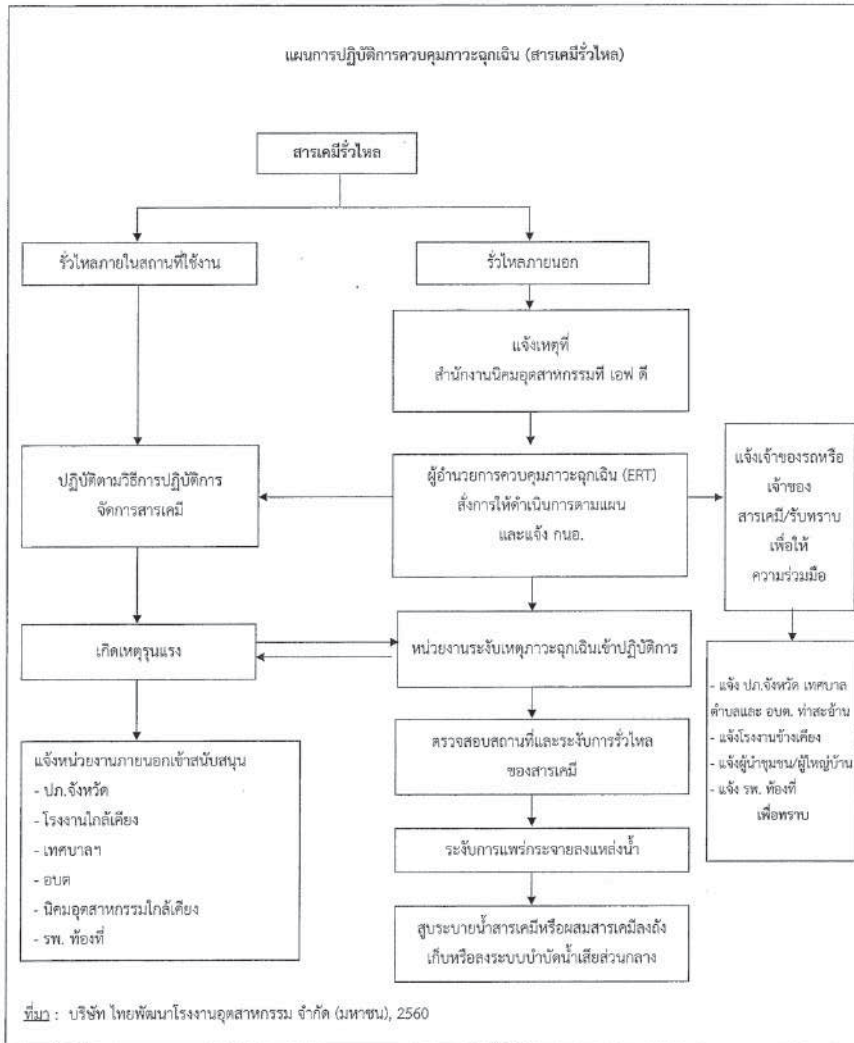 แผนการปฏิบัติการควบคุมภาวะฉุกเฉิน (สารเคมีรั่วไหล)
สารเคมีรั่วไหล
รั่วไหลภายในสถานที่ใช้งาน
รั่วไหลภายนอก
แจ้งเหตุที่
สำนักงานนิคมอุตสาหกรรมที เอฟ ดี
ปฏิบัติตามวิธีการปฏิบัติการ
จัดการสารเคมี
ผู้อำนวยการควบคุมภาวะฉุกเฉิน (ERT)
สั่งการให้ดำเนินการตามแผน
และแจ้ง กนอ.
แจ้งเจ้าของรถหรือ
เจ้าของ
สารเคมี/รับทราบ
เพื่อให้
ความร่วมมือ
เกิดเหตุรุนแรง
หน่วยงานระงับเหตุภาวะฉุกเฉินเข้าปฏิบัติการ
- แจ้ง ปภ.จังหวัด เทศบาล
ตำบลและ อบต. ท่าสะอ้าน
- แจ้งโรงงานข้างเคียง
- แจ้งผู้นำชุมชน/ผู้ใหญ่บ้าน
- แจ้ง รพ. ท้องที่
เพื่อทราบ
ตรวจสอบสถานที่และระงับการรั่วไหล
ของสารเคมี
แจ้งหน่วยงานภายนอกเข้าสนับสนุน
- ปภ.จังหวัด
- โรงงานใกล้เคียง
- เทศบาลฯ
- อบต
- นิคมอุตสาหกรรมใกล้เคียง
- รพ. ท้องที่
ระงับการแพร่กระจายลงแหล่งน้ำ
สูบระบายน้ำสารเคมีหรือผสมสารเคมีลงถัง
เก็บหรือลงระบบบำบัดน้ำเสียส่วนกลาง
ที่มา : บริษัท ไทยพัฒนาโรงงานอุตสาหกรรม จำกัด (มหาชน), 2560